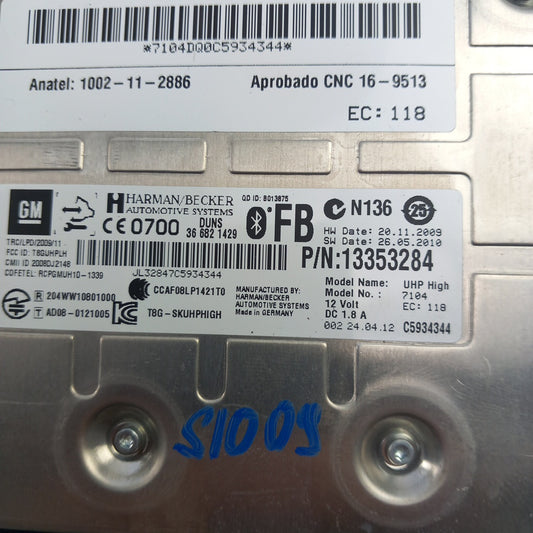 *7104DQ0C5934344*
Anatel: 1002-11-2886 Aprobado CNC 16-9513
EC: 118
GM
HARMAN/BECKER
AUTOMOTIVE SYSTEMS
QD ID: B013875
CE 0700 DUNS
36 682 1429
FB
N136 25
HW Date: 20.11.2009
SW Date: 26.05.2010
TRC/LPD/2009/11
FCC ID: T8GUHPLH
CMII ID 2008DJ2148
COFETEL: RCPGMUH10-1339
JL32847C5934344
P/N:13353284
R 204WW10801000
T AD08-0121005
CCAF08LP1421T0
T8G-SKUHPHIGH
MANUFACTURED BY:
HARMAN/BECKER
AUTOMOTIVE SYSTEMS
Made in GERMANY
Model Name: UHP High
Model No.: 7104
12 Volt EC: 118
DC 1.8 A
002 24.04.12 C5934344